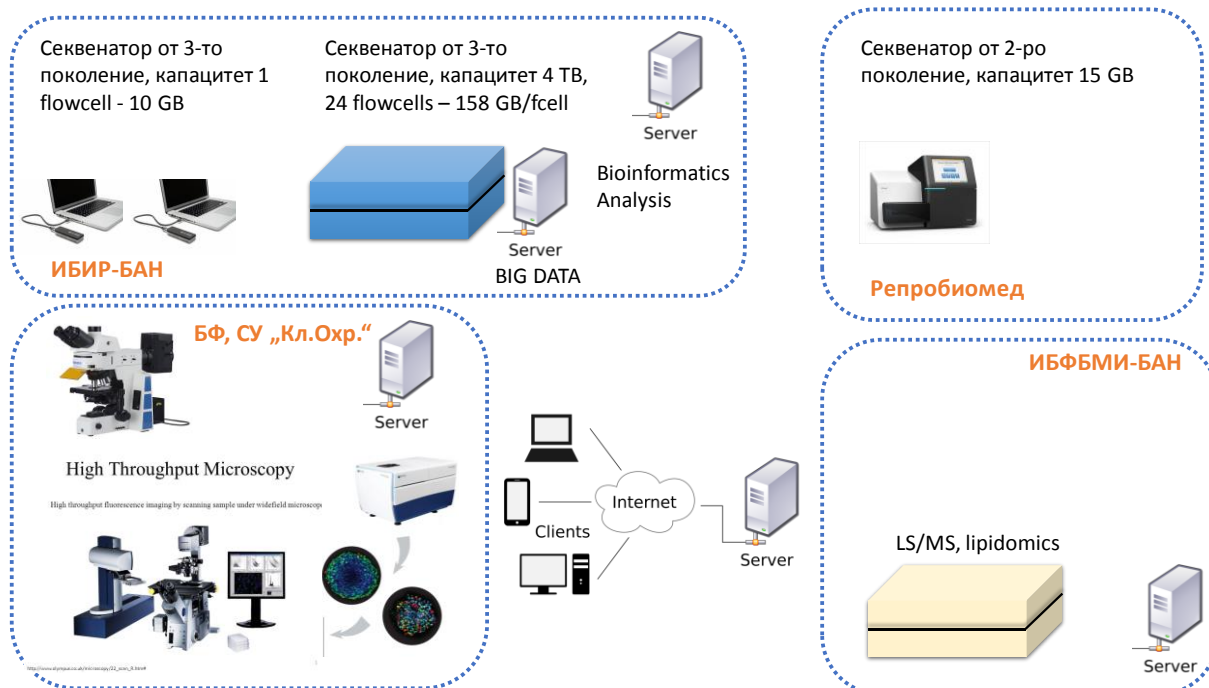 Секвенатор от 3-то
поколение, капацитет 1
flowcell - 10 GB
Секвенатор от 3-то
поколение, капацитет 4 TB,
24 flowcells – 158 GB/fcell
Server
Bioinformatics
Analysis
Server
BIG DATA
ИБИР-БАН
Секвенатор от 2-ро
поколение, капацитет 15 GB
Репробиомед
БФ, СУ „Кл.Охр.“
Server
High Throughput Microscopy
High throughput fluorescence imaging by scanning sample under widefield microscop
Internet
Clients
Server
ИБФБМИ-БАН
LS/MS, lipidomics
Server